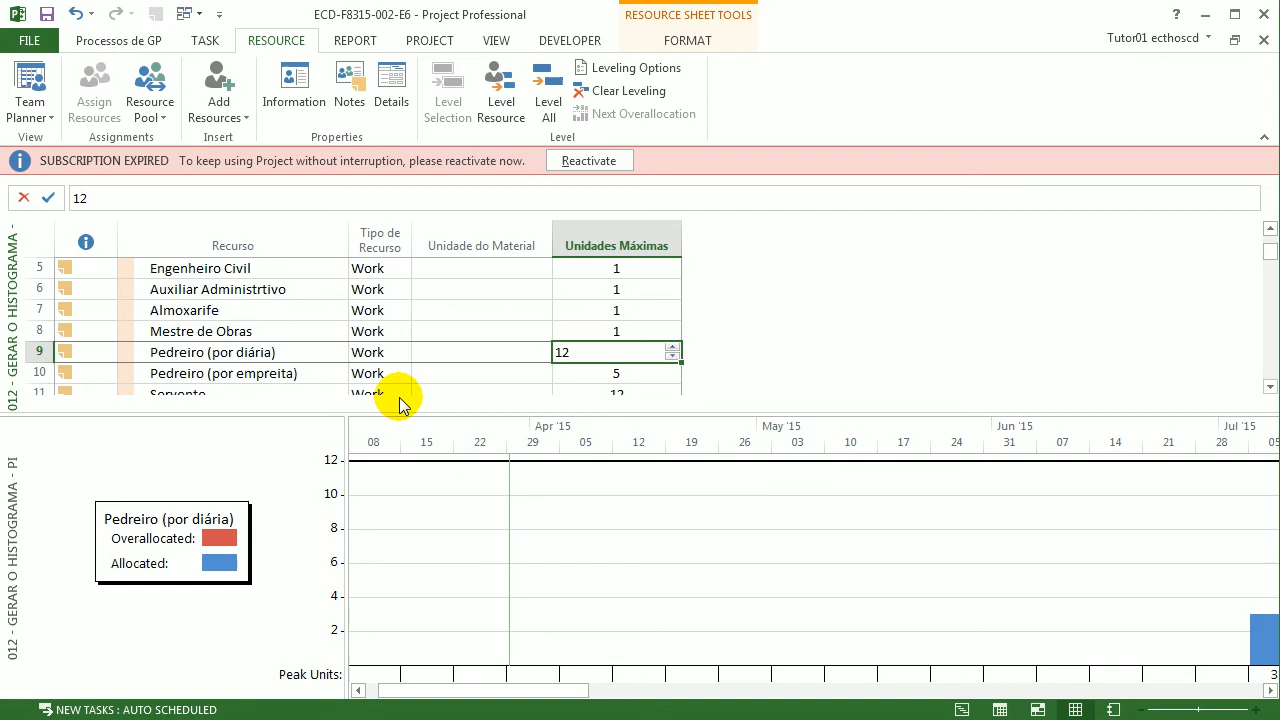 ECD-F8315-002-E6 - Project Professional
RESOURCE SHEET TOOLS
FILE Processos de GP TASK RESOURCE REPORT PROJECT VIEW DEVELOPER FORMAT Tutor01 ecthoscd
Team Planner
Assign Resources
Resource Pool
Add Resources
Information
Notes
Details
Level Selection
Level Resource
Level All
Leveling Options
Clear Leveling
Next Overallocation
View Assignments Insert Properties Level
SUBSCRIPTION EXPIRED To keep using Project without interruption, please reactivate now. Reactivate
12
Recurso Tipo de Recurso Unidade do Material Unidades Máximas
5 Engenheiro Civil Work 1
6 Auxiliar Administrtivo Work 1
7 Almoxarife Work 1
8 Mestre de Obras Work 1
9 Pedreiro (por diária) Work 12
10 Pedreiro (por empreita) Work 5
11 Servente Work 12
012 - GERAR O HISTOGRAMA -
Apr '15 May '15 Jun '15 Jul '15
08 15 22 29 05 12 19 26 03 10 17 24 31 07 14 21 28 05
012 - GERAR O HISTOGRAMA - PI
Pedreiro (por diária)
Overallocated:
Allocated:
12
10
8
6
4
2
Peak Units: 3
NEW TASKS : AUTO SCHEDULED